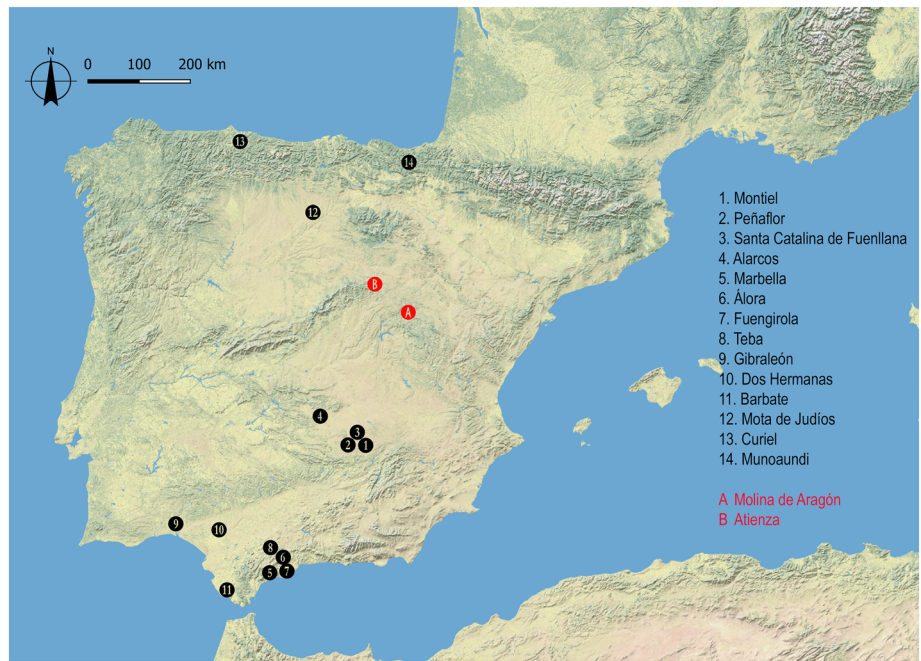 N
0 100 200 km
13
14
12
B
A
4
3
2
1
9
10
8
6
5
7
11
1. Montiel
2. Peñaflor
3. Santa Catalina de Fuenllana
4. Alarcos
5. Marbella
6. Álora
7. Fuengirola
8. Teba
9. Gibraleón
10. Dos Hermanas
11. Barbate
12. Mota de Judíos
13. Curiel
14. Munoaundi
A Molina de Aragón
B Atienza